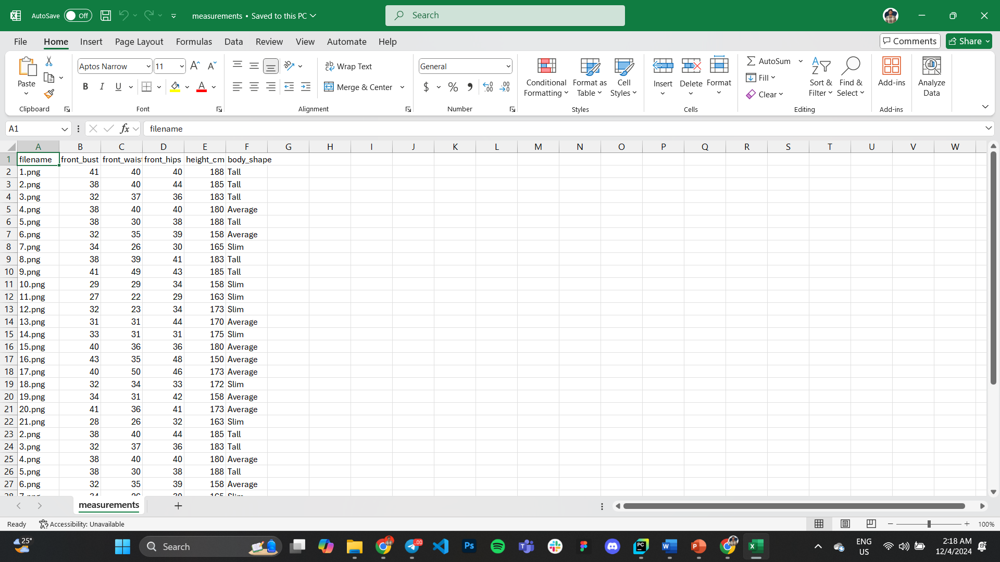 AutoSave Off measurements • Saved to this PC Search
File Home Insert Page Layout Formulas Data Review View Automate Help Comments Share
Paste
Clipboard
Aptos Narrow 11
B I U
Font
Wrap Text
Merge & Center
Alignment
General
$ % 9
Number
Conditional Formatting
Format as Table
Cell Styles
Styles
Insert Delete Format
Cells
AutoSum
Fill
Clear
Sort & Filter
Find & Select
Editing
Add-ins
Add-ins
Analyze Data
A1 fx filename
A B C D E F G H I J K L M N O P Q R S T U V W
1 filename front_bust front_waist front_hips height_cm body_shape
2 1.png 41 40 40 188 Tall
3 2.png 38 40 44 185 Tall
4 3.png 32 37 36 183 Tall
5 4.png 38 40 40 180 Average
6 5.png 38 30 38 188 Tall
7 6.png 32 35 39 158 Average
8 7.png 34 26 30 165 Slim
9 8.png 38 39 41 183 Tall
10 9.png 41 49 43 185 Tall
11 10.png 29 29 34 158 Slim
12 11.png 27 22 29 163 Slim
13 12.png 32 23 34 173 Slim
14 13.png 31 31 44 170 Average
15 14.png 33 31 31 175 Slim
16 15.png 40 36 36 180 Average
17 16.png 43 35 48 150 Average
18 17.png 40 50 46 173 Average
19 18.png 32 34 33 172 Slim
20 19.png 34 31 42 158 Average
21 20.png 41 36 41 173 Average
22 21.png 28 26 32 163 Slim
23 2.png 38 40 44 185 Tall
24 3.png 32 37 36 183 Tall
25 4.png 38 40 40 180 Average
26 5.png 38 30 38 188 Tall
27 6.png 32 35 39 158 Average
28 7.png 34 26 30 165 Slim
measurements
Ready Accessibility: Unavailable 100%
25° Search ENG US 2:18 AM 12/4/2024